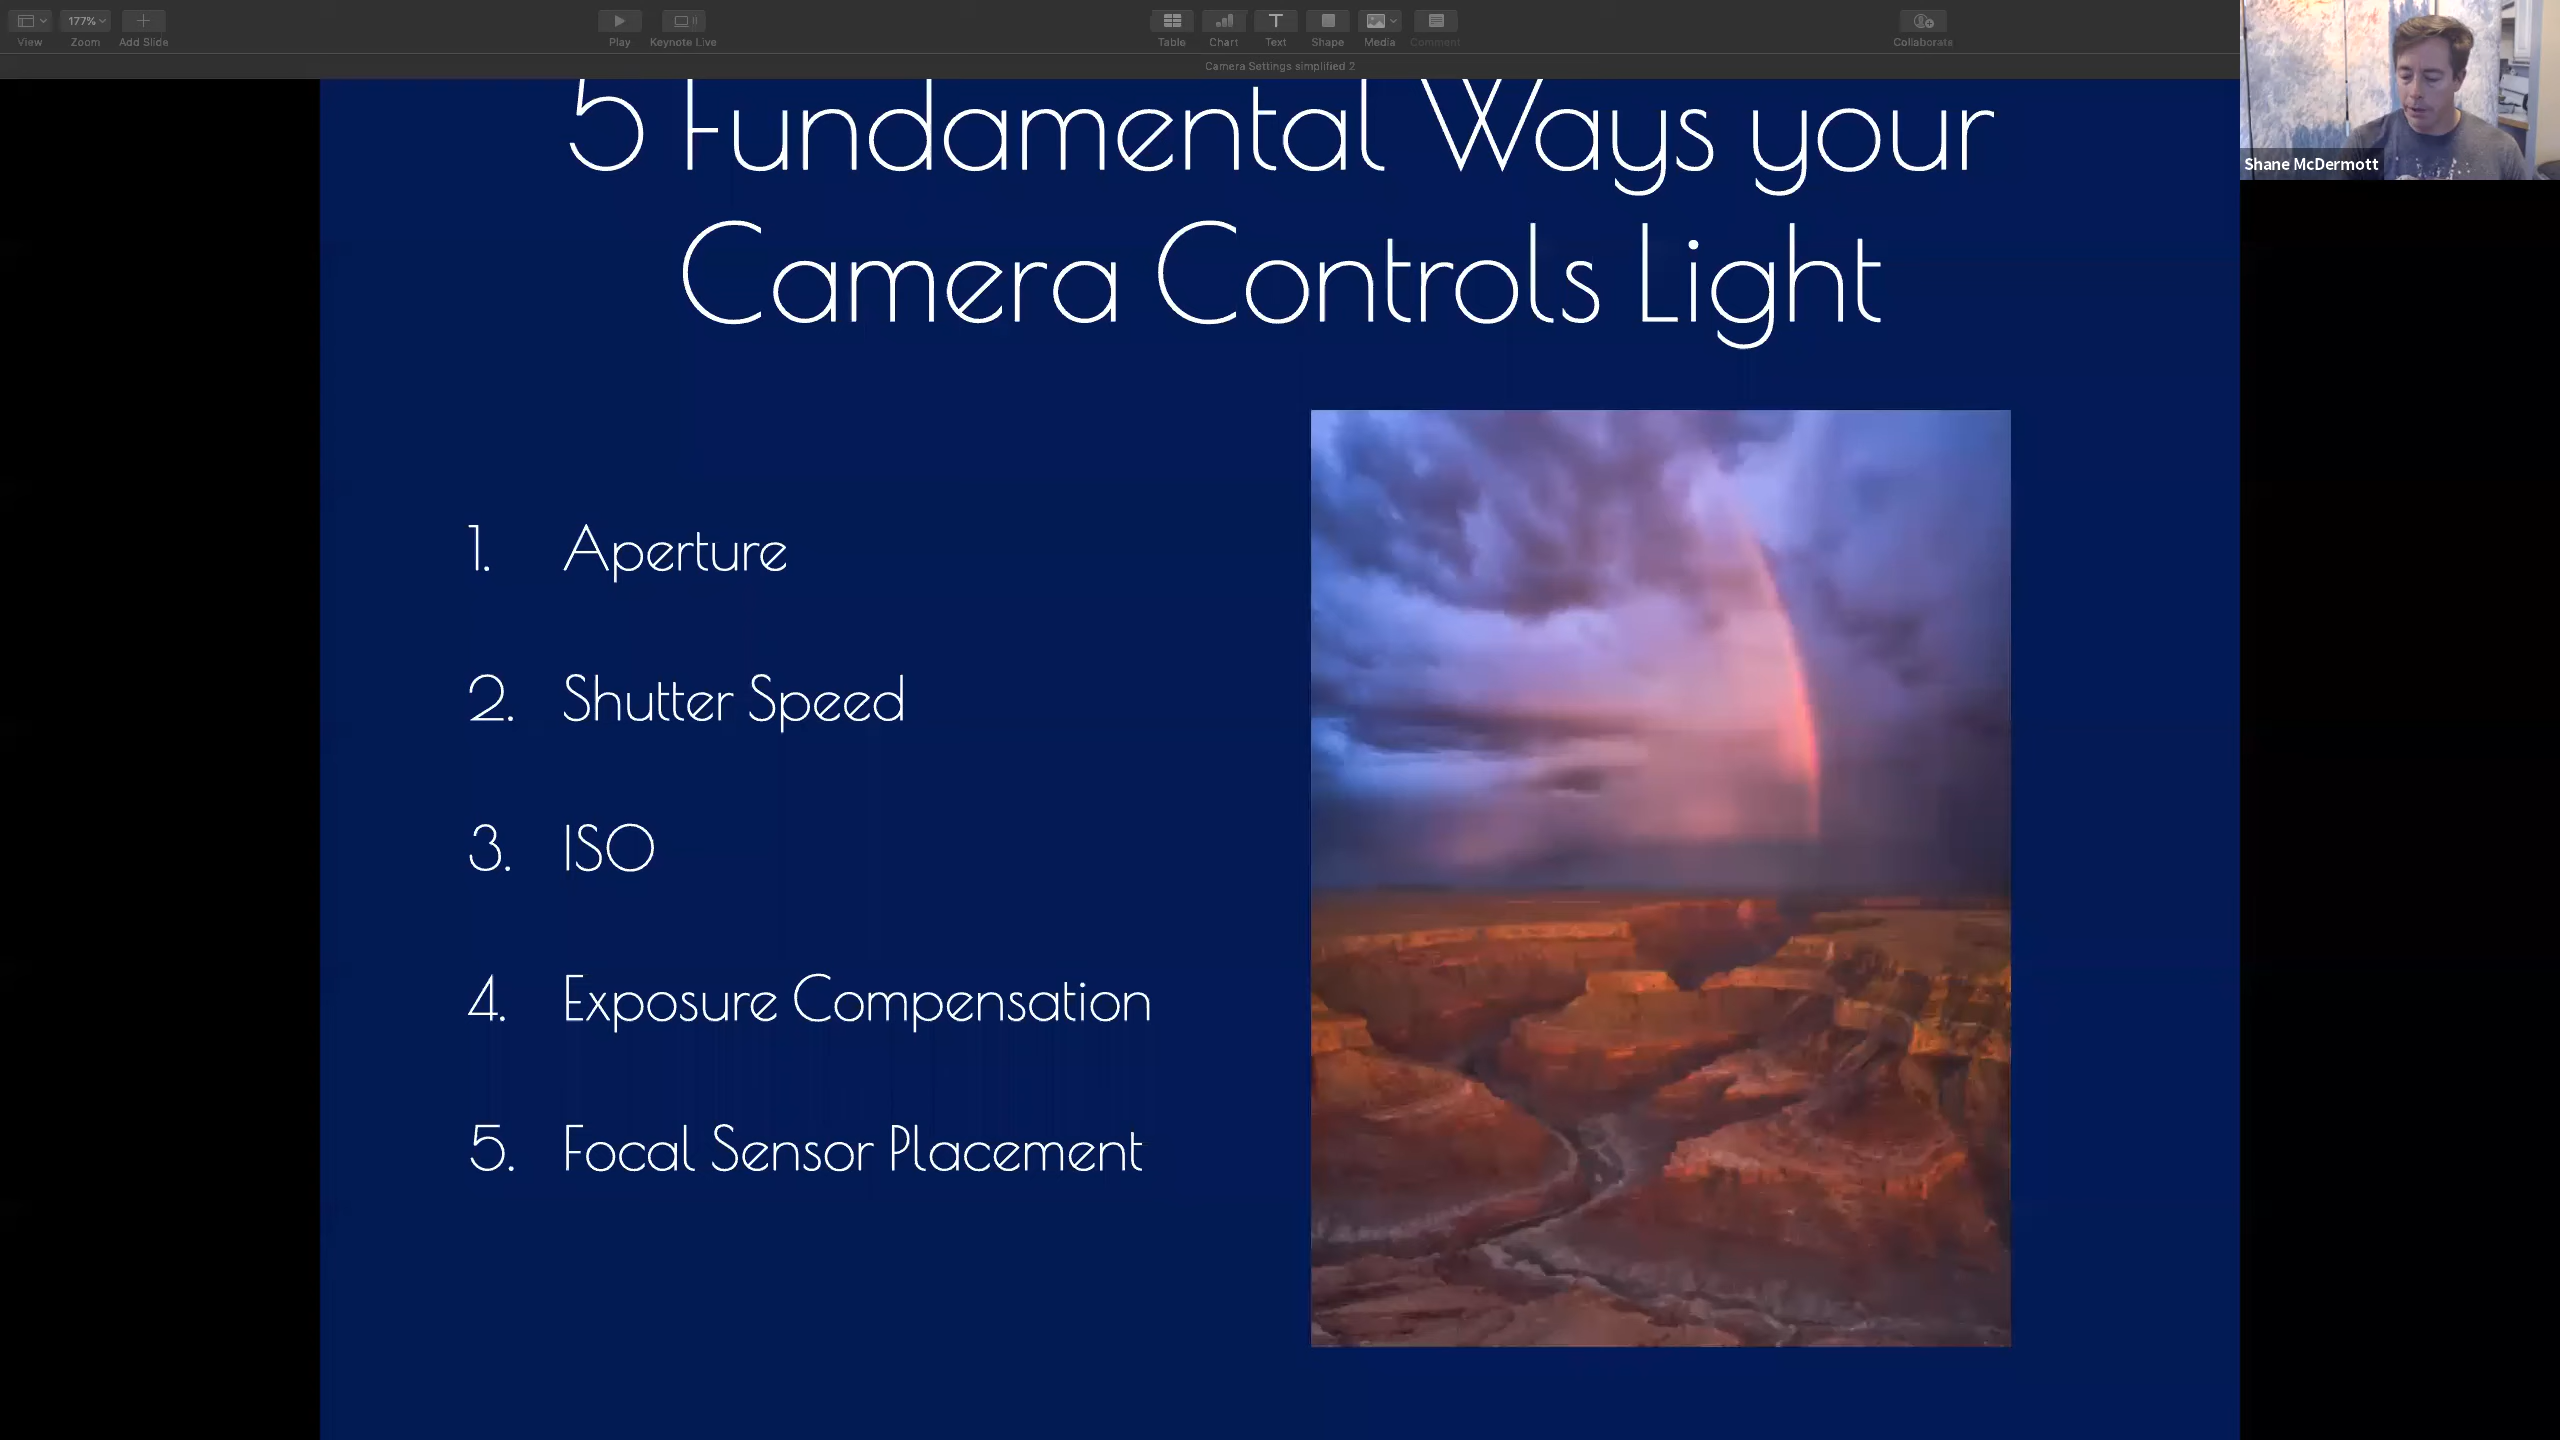 177%
View
Zoom
Add Slide
Play
Keynote Live
Table
Chart
Text
Shape
Media
Comment
Collaborate
Camera Settings simplified 2
Shane McDermott
5 Fundamental Ways your
Camera Controls Light
1. Aperture
2. Shutter Speed
3. ISO
4. Exposure Compensation
5. Focal Sensor Placement